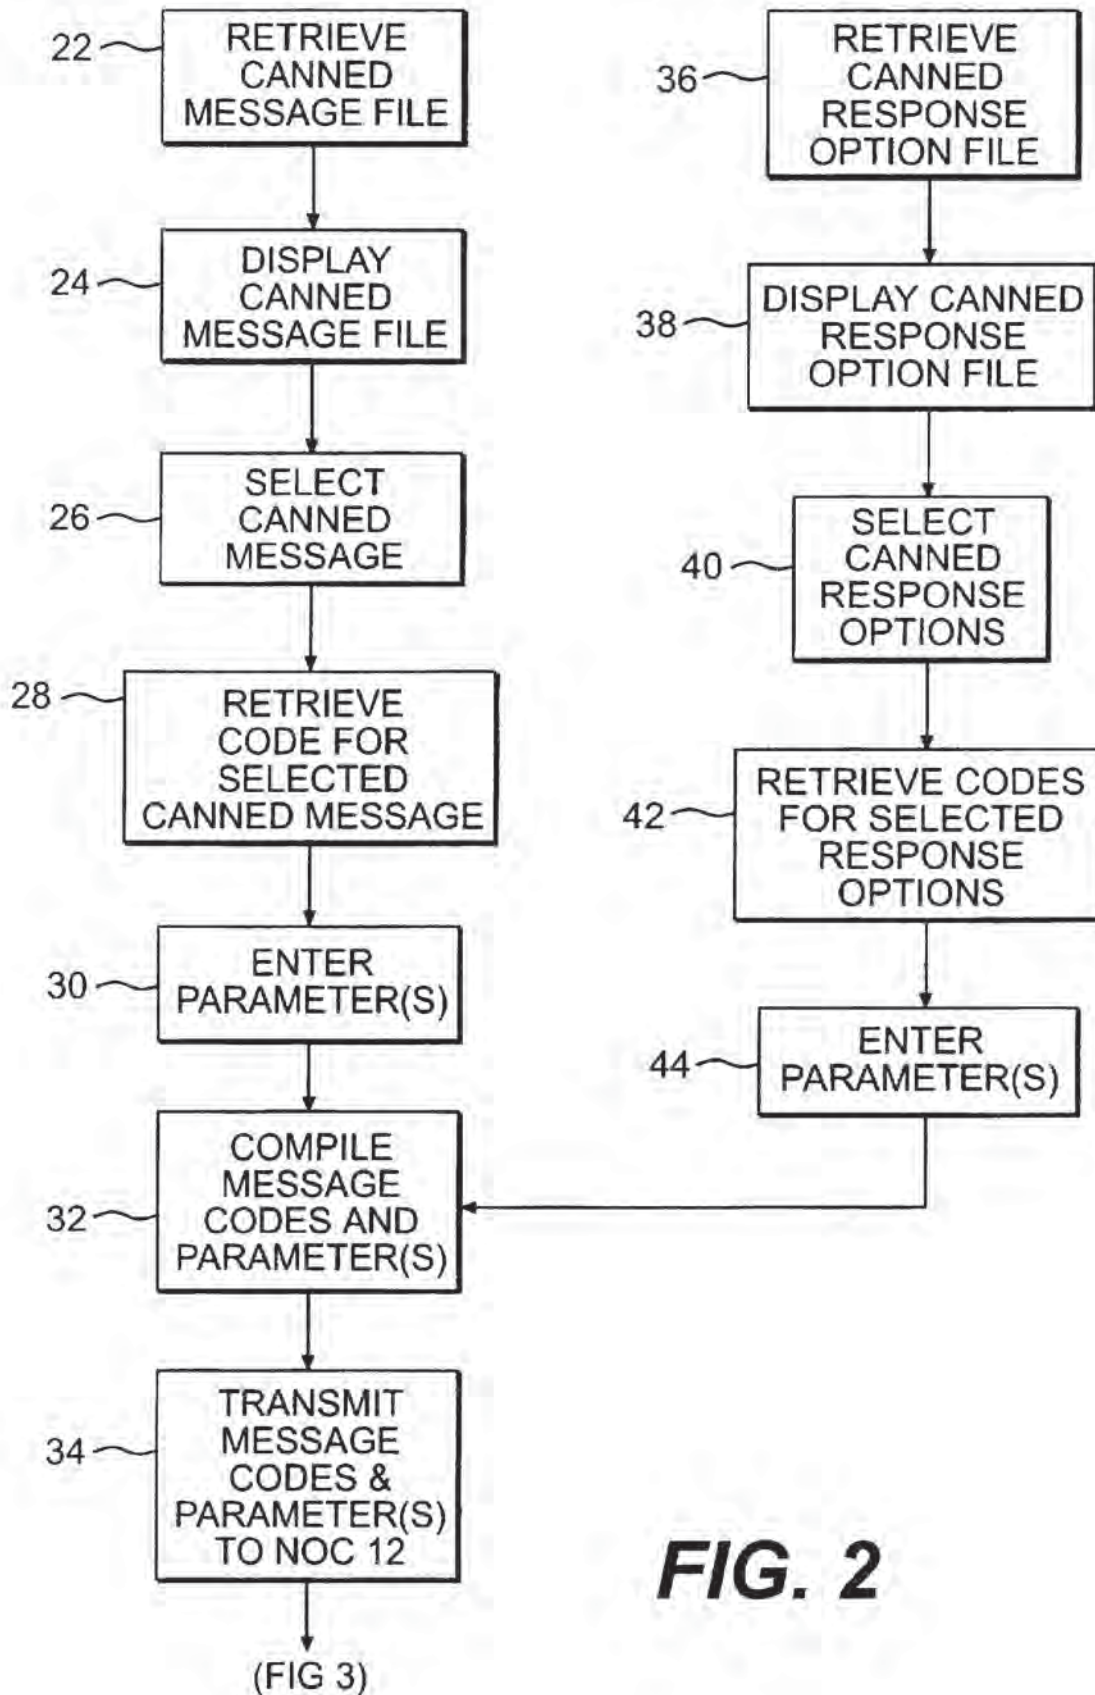 22
RETRIEVE
CANNED
MESSAGE FILE
24
DISPLAY
CANNED
MESSAGE FILE
26
SELECT
CANNED
MESSAGE
28
RETRIEVE
CODE FOR
SELECTED
CANNED MESSAGE
30
ENTER
PARAMETER(S)
32
COMPILE
MESSAGE
CODES AND
PARAMETER(S)
34
TRANSMIT
MESSAGE
CODES &
PARAMETER(S)
TO NOC 12
(FIG 3)
36
RETRIEVE
CANNED
RESPONSE
OPTION FILE
38
DISPLAY CANNED
RESPONSE
OPTION FILE
40
SELECT
CANNED
RESPONSE
OPTIONS
42
RETRIEVE CODES
FOR SELECTED
RESPONSE
OPTIONS
44
ENTER
PARAMETER(S)
FIG. 2